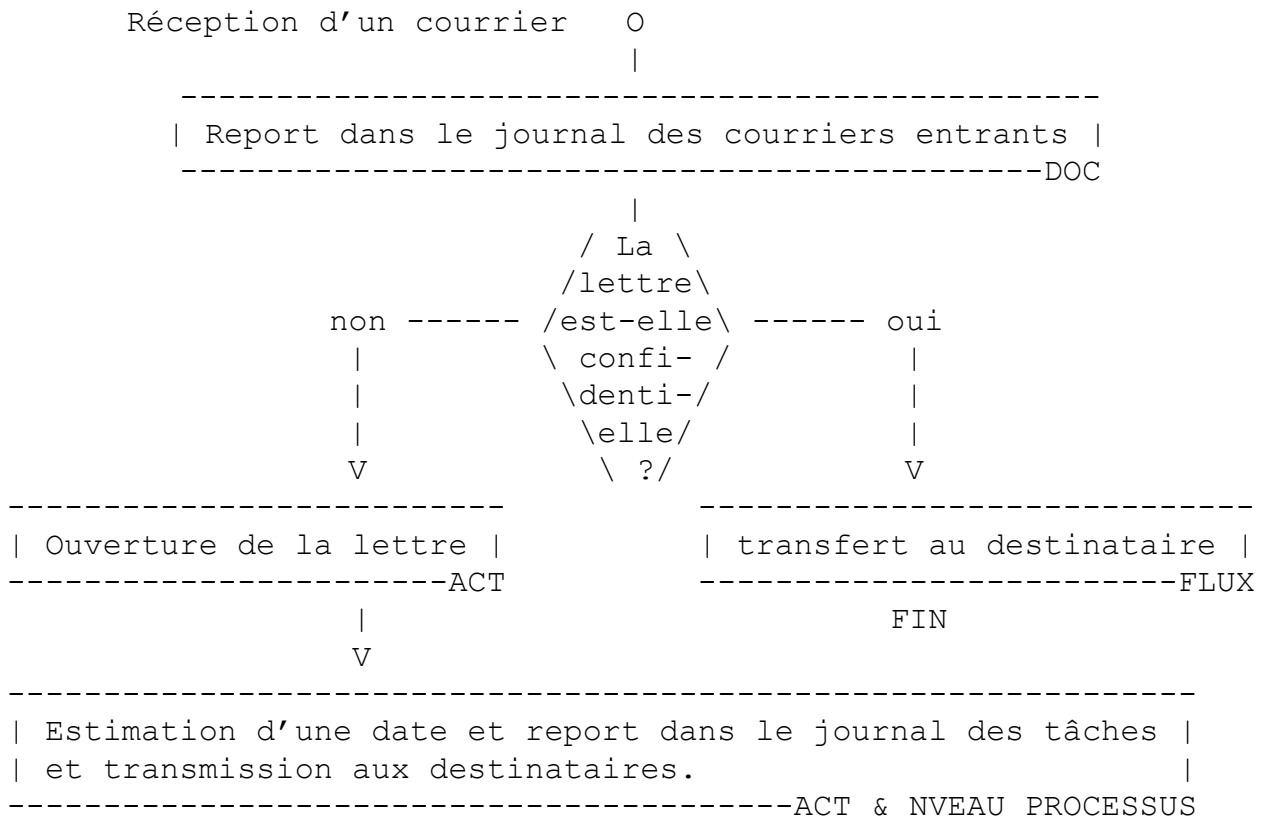 Réception d'un courrier O
|
------------------------------------------------
| Report dans le journal des courriers entrants |
---------------------------------------------DOC
|
/ La \
/lettre\
non ------ /est-elle\ ------ oui
| \ confi- / |
| \denti-/ |
| \elle/ |
V \ ?/ V
-------------------------- -----------------------------
| Ouverture de la lettre | | transfert au destinataire |
-----------------------ACT -------------------------FLUX
| FIN
V
--------------------------------------------------------------
| Estimation d'une date et report dans le journal des tâches |
| et transmission aux destinataires. |
-----------------------------------------ACT & NVEAU PROCESSUS